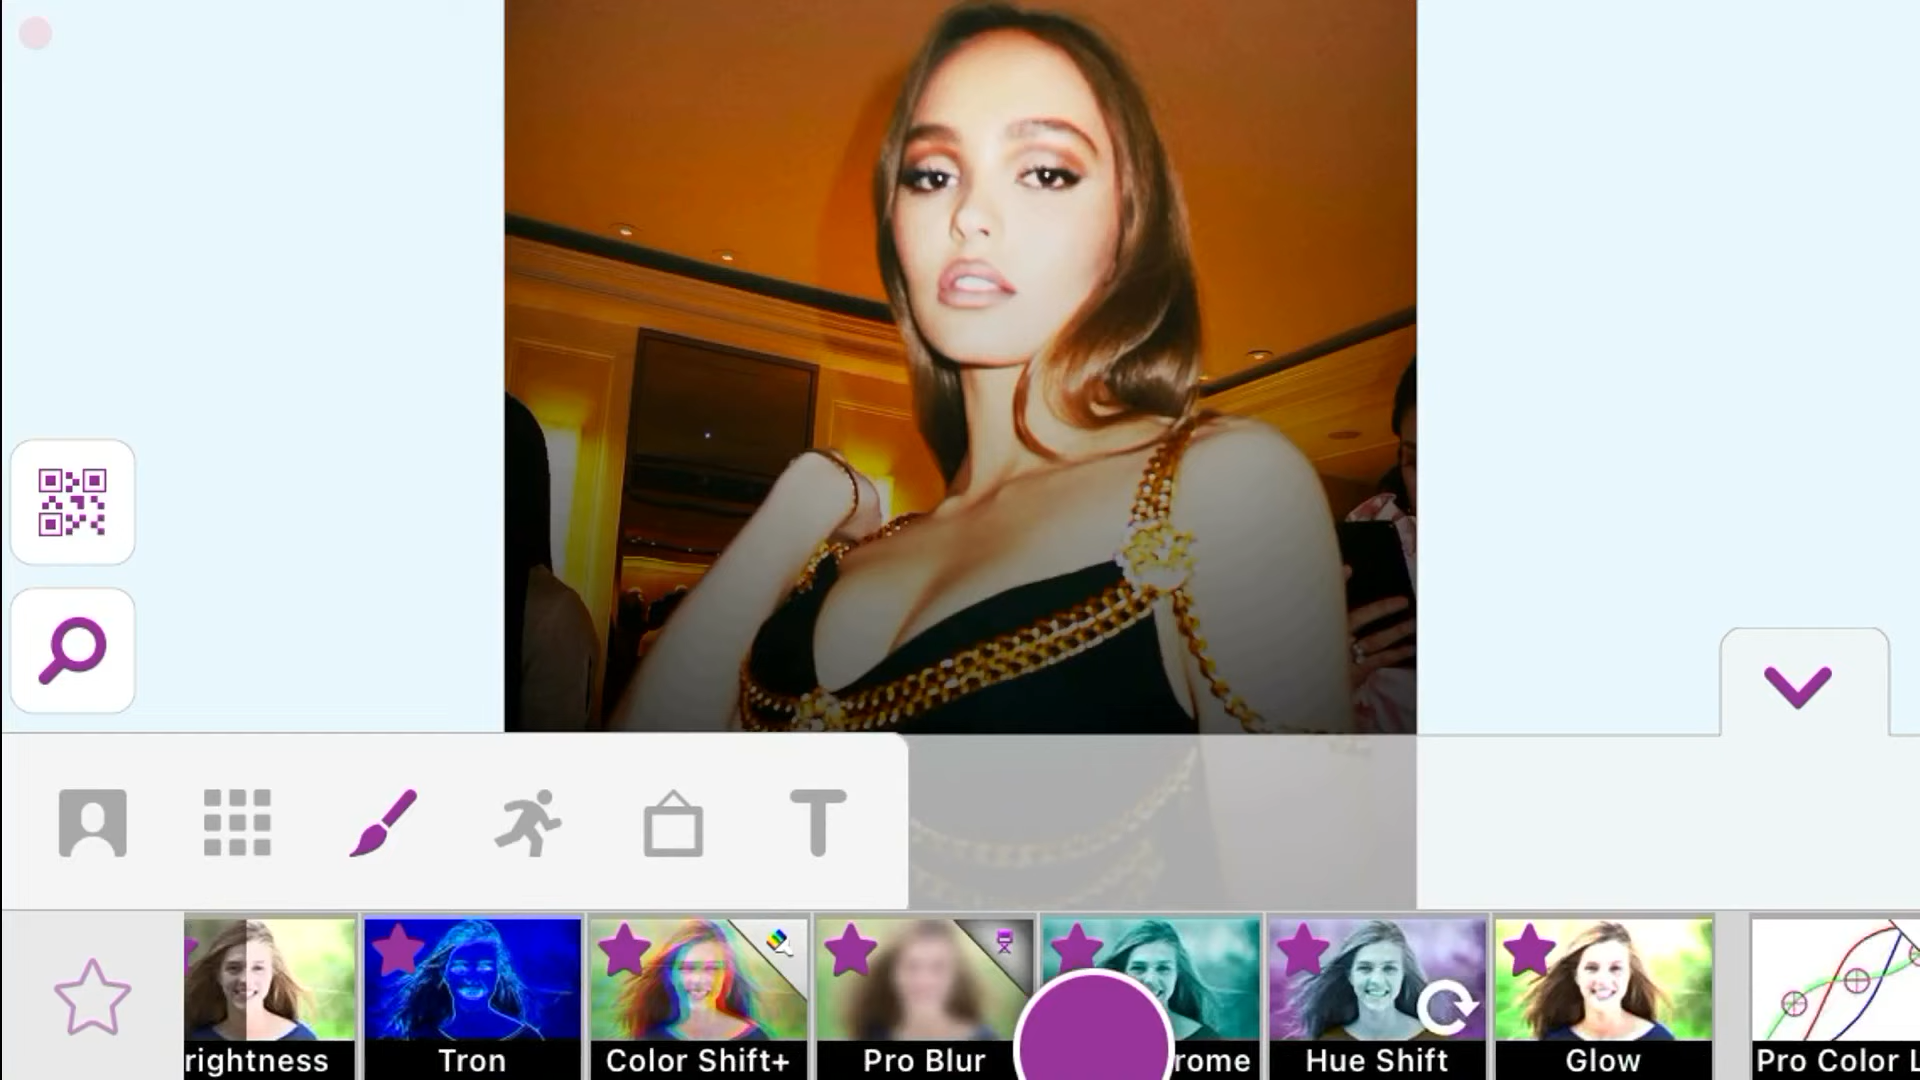 rightness
Tron
Color Shift+
Pro Blur
rome
Hue Shift
Glow
Pro Color L